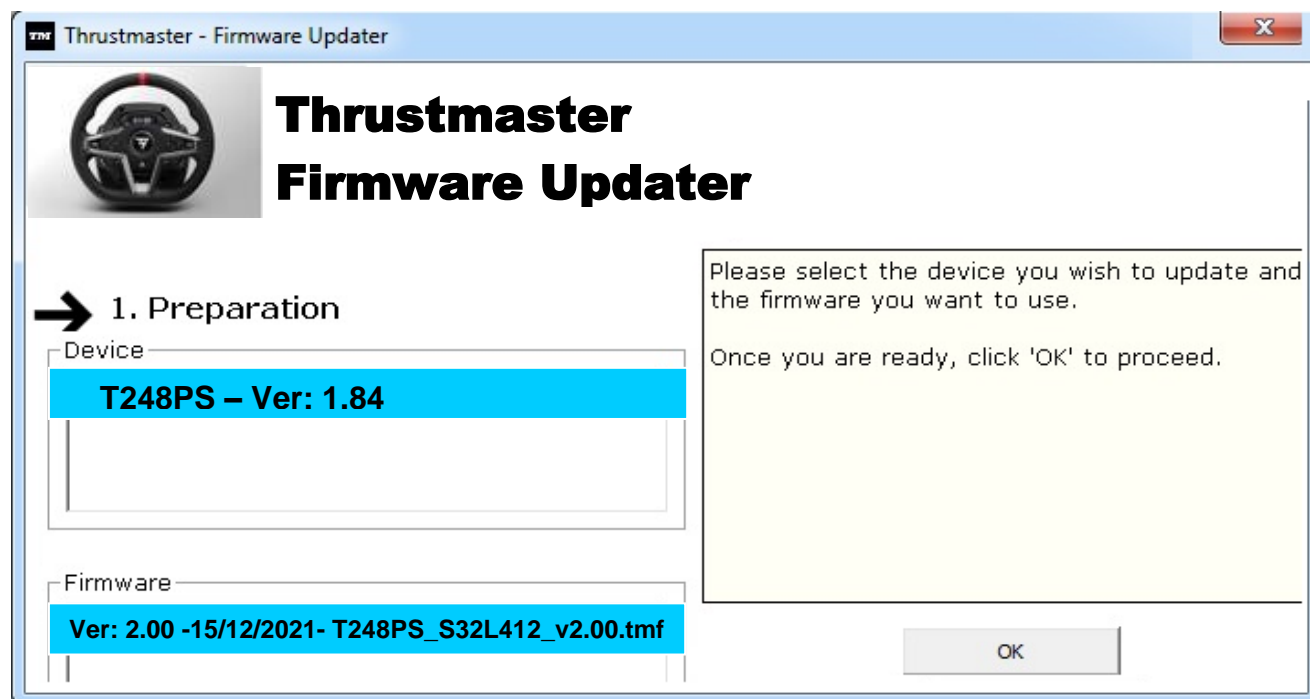 Thrustmaster - Firmware Updater
Thrustmaster
Firmware Updater
1. Preparation
Device
T248PS – Ver: 1.84
Firmware
Ver: 2.00 -15/12/2021- T248PS_S32L412_v2.00.tmf
Please select the device you wish to update and
the firmware you want to use.
Once you are ready, click 'OK' to proceed.
OK